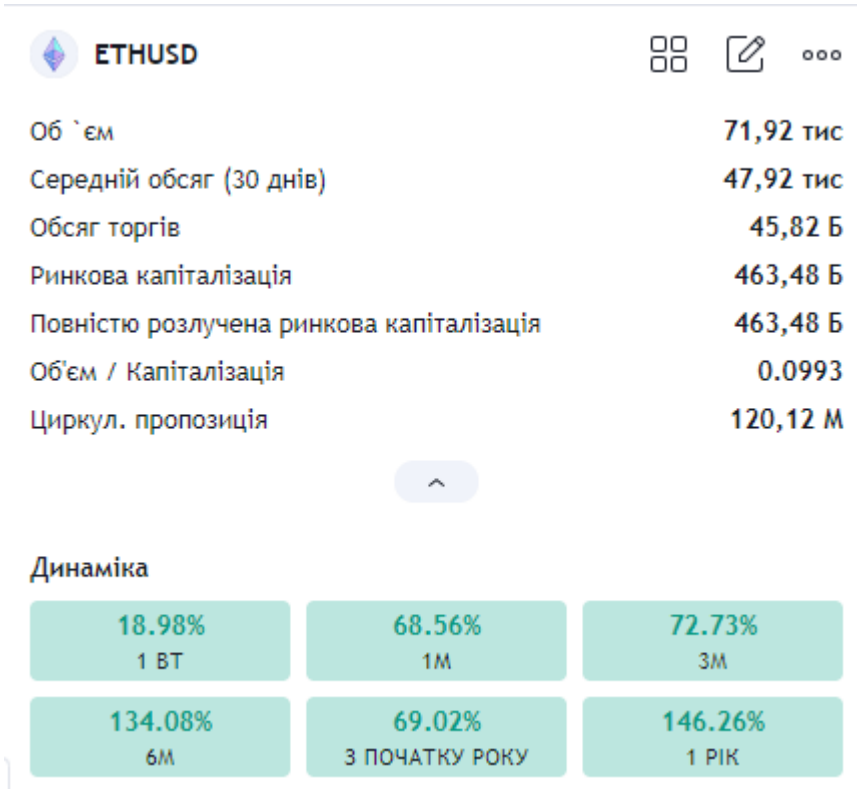 ETHUSD
Об `єм 71,92 тис
Середній обсяг (30 днів) 47,92 тис
Обсяг торгів 45,82 Б
Ринкова капіталізація 463,48 Б
Повністю розлучена ринкова капіталізація 463,48 Б
Об'єм / Капіталізація 0.0993
Циркул. пропозиція 120,12 М
Динаміка
18.98% 68.56% 72.73%
1 ВТ 1М 3М
134.08% 69.02% 146.26%
6М З ПОЧАТКУ РОКУ 1 РІК